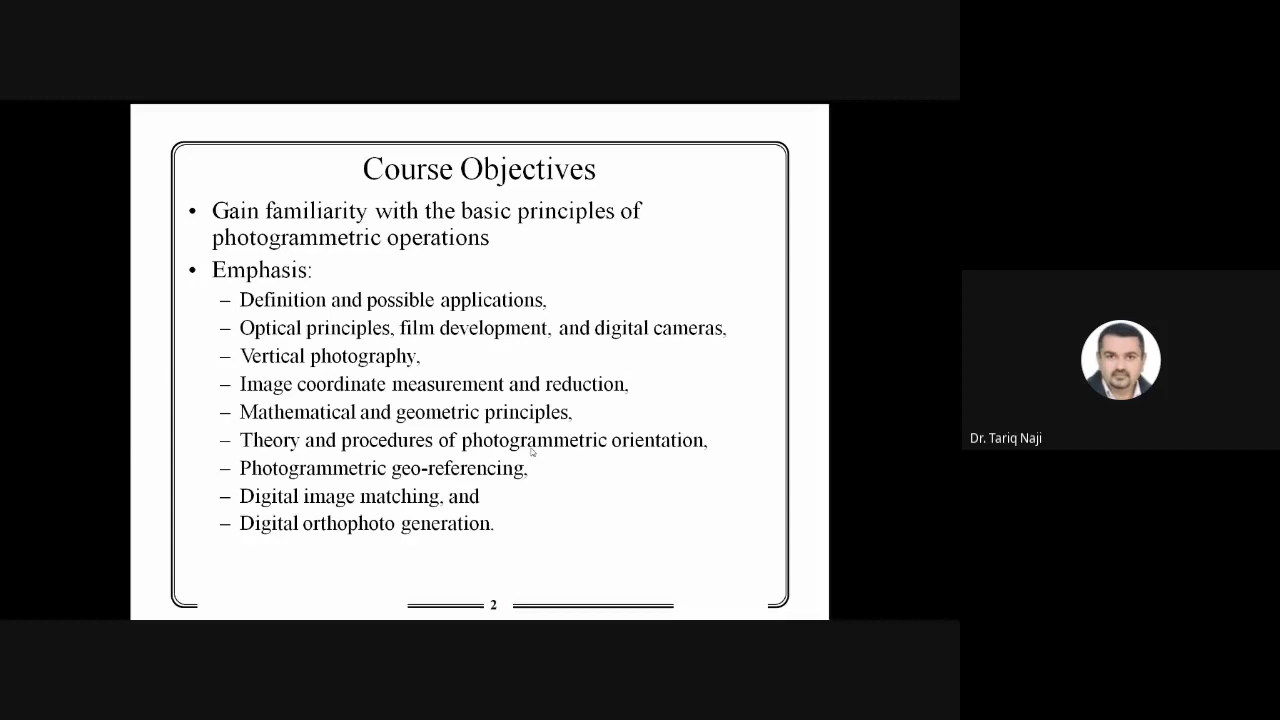 Course Objectives
• Gain familiarity with the basic principles of
photogrammetric operations
• Emphasis:
– Definition and possible applications,
– Optical principles, film development, and digital cameras,
– Vertical photography,
– Image coordinate measurement and reduction,
– Mathematical and geometric principles,
– Theory and procedures of photogrammetric orientation,
– Photogrammetric geo-referencing,
– Digital image matching, and
– Digital orthophoto generation.
2
Dr. Tariq Naji